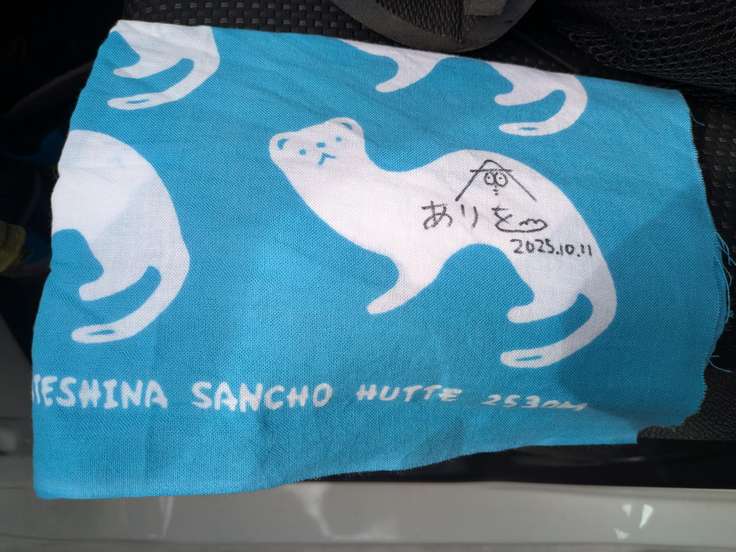 ありを
2025.10.11
TESHINA SANCHO HUTTE 2530M